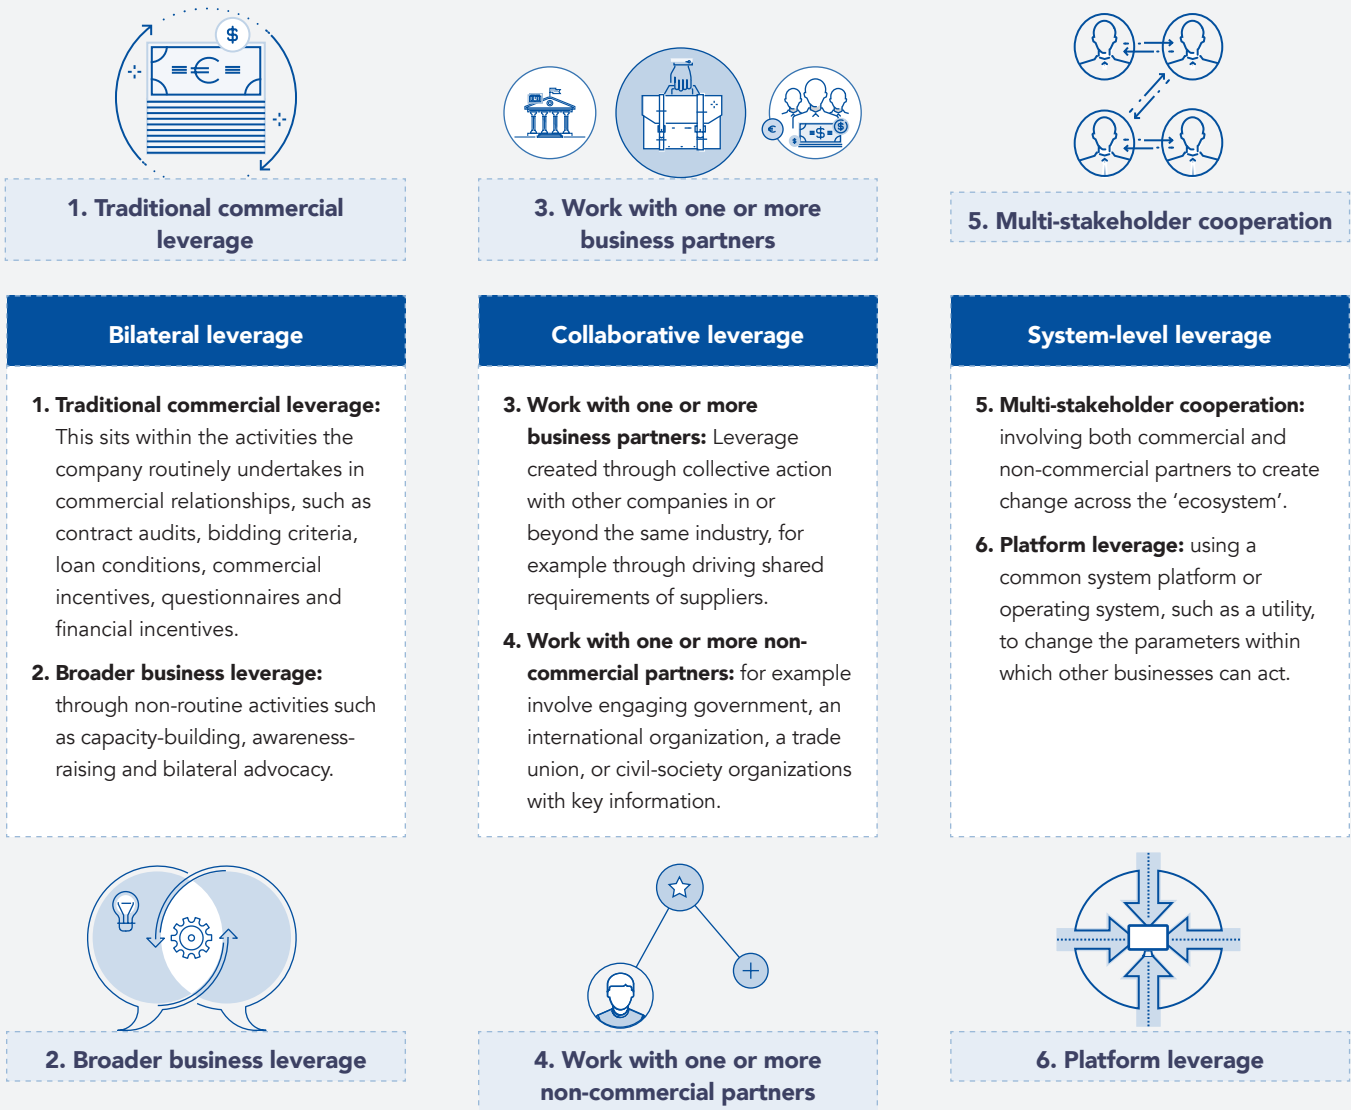 1. Traditional commercial
leverage
3. Work with one or more
business partners
5. Multi-stakeholder cooperation
Bilateral leverage
1. Traditional commercial leverage:
This sits within the activities the
company routinely undertakes in
commercial relationships, such as
contract audits, bidding criteria,
loan conditions, commercial
incentives, questionnaires and
financial incentives.
2. Broader business leverage:
through non-routine activities such
as capacity-building, awareness-
raising and bilateral advocacy.
Collaborative leverage
3. Work with one or more
business partners: Leverage
created through collective action
with other companies in or
beyond the same industry, for
example through driving shared
requirements of suppliers.
4. Work with one or more non-
commercial partners: for example
involve engaging government, an
international organization, a trade
union, or civil-society organizations
with key information.
System-level leverage
5. Multi-stakeholder cooperation:
involving both commercial and
non-commercial partners to create
change across the ‘ecosystem’.
6. Platform leverage: using a
common system platform or
operating system, such as a utility,
to change the parameters within
which other businesses can act.
2. Broader business leverage
4. Work with one or more
non-commercial partners
6. Platform leverage